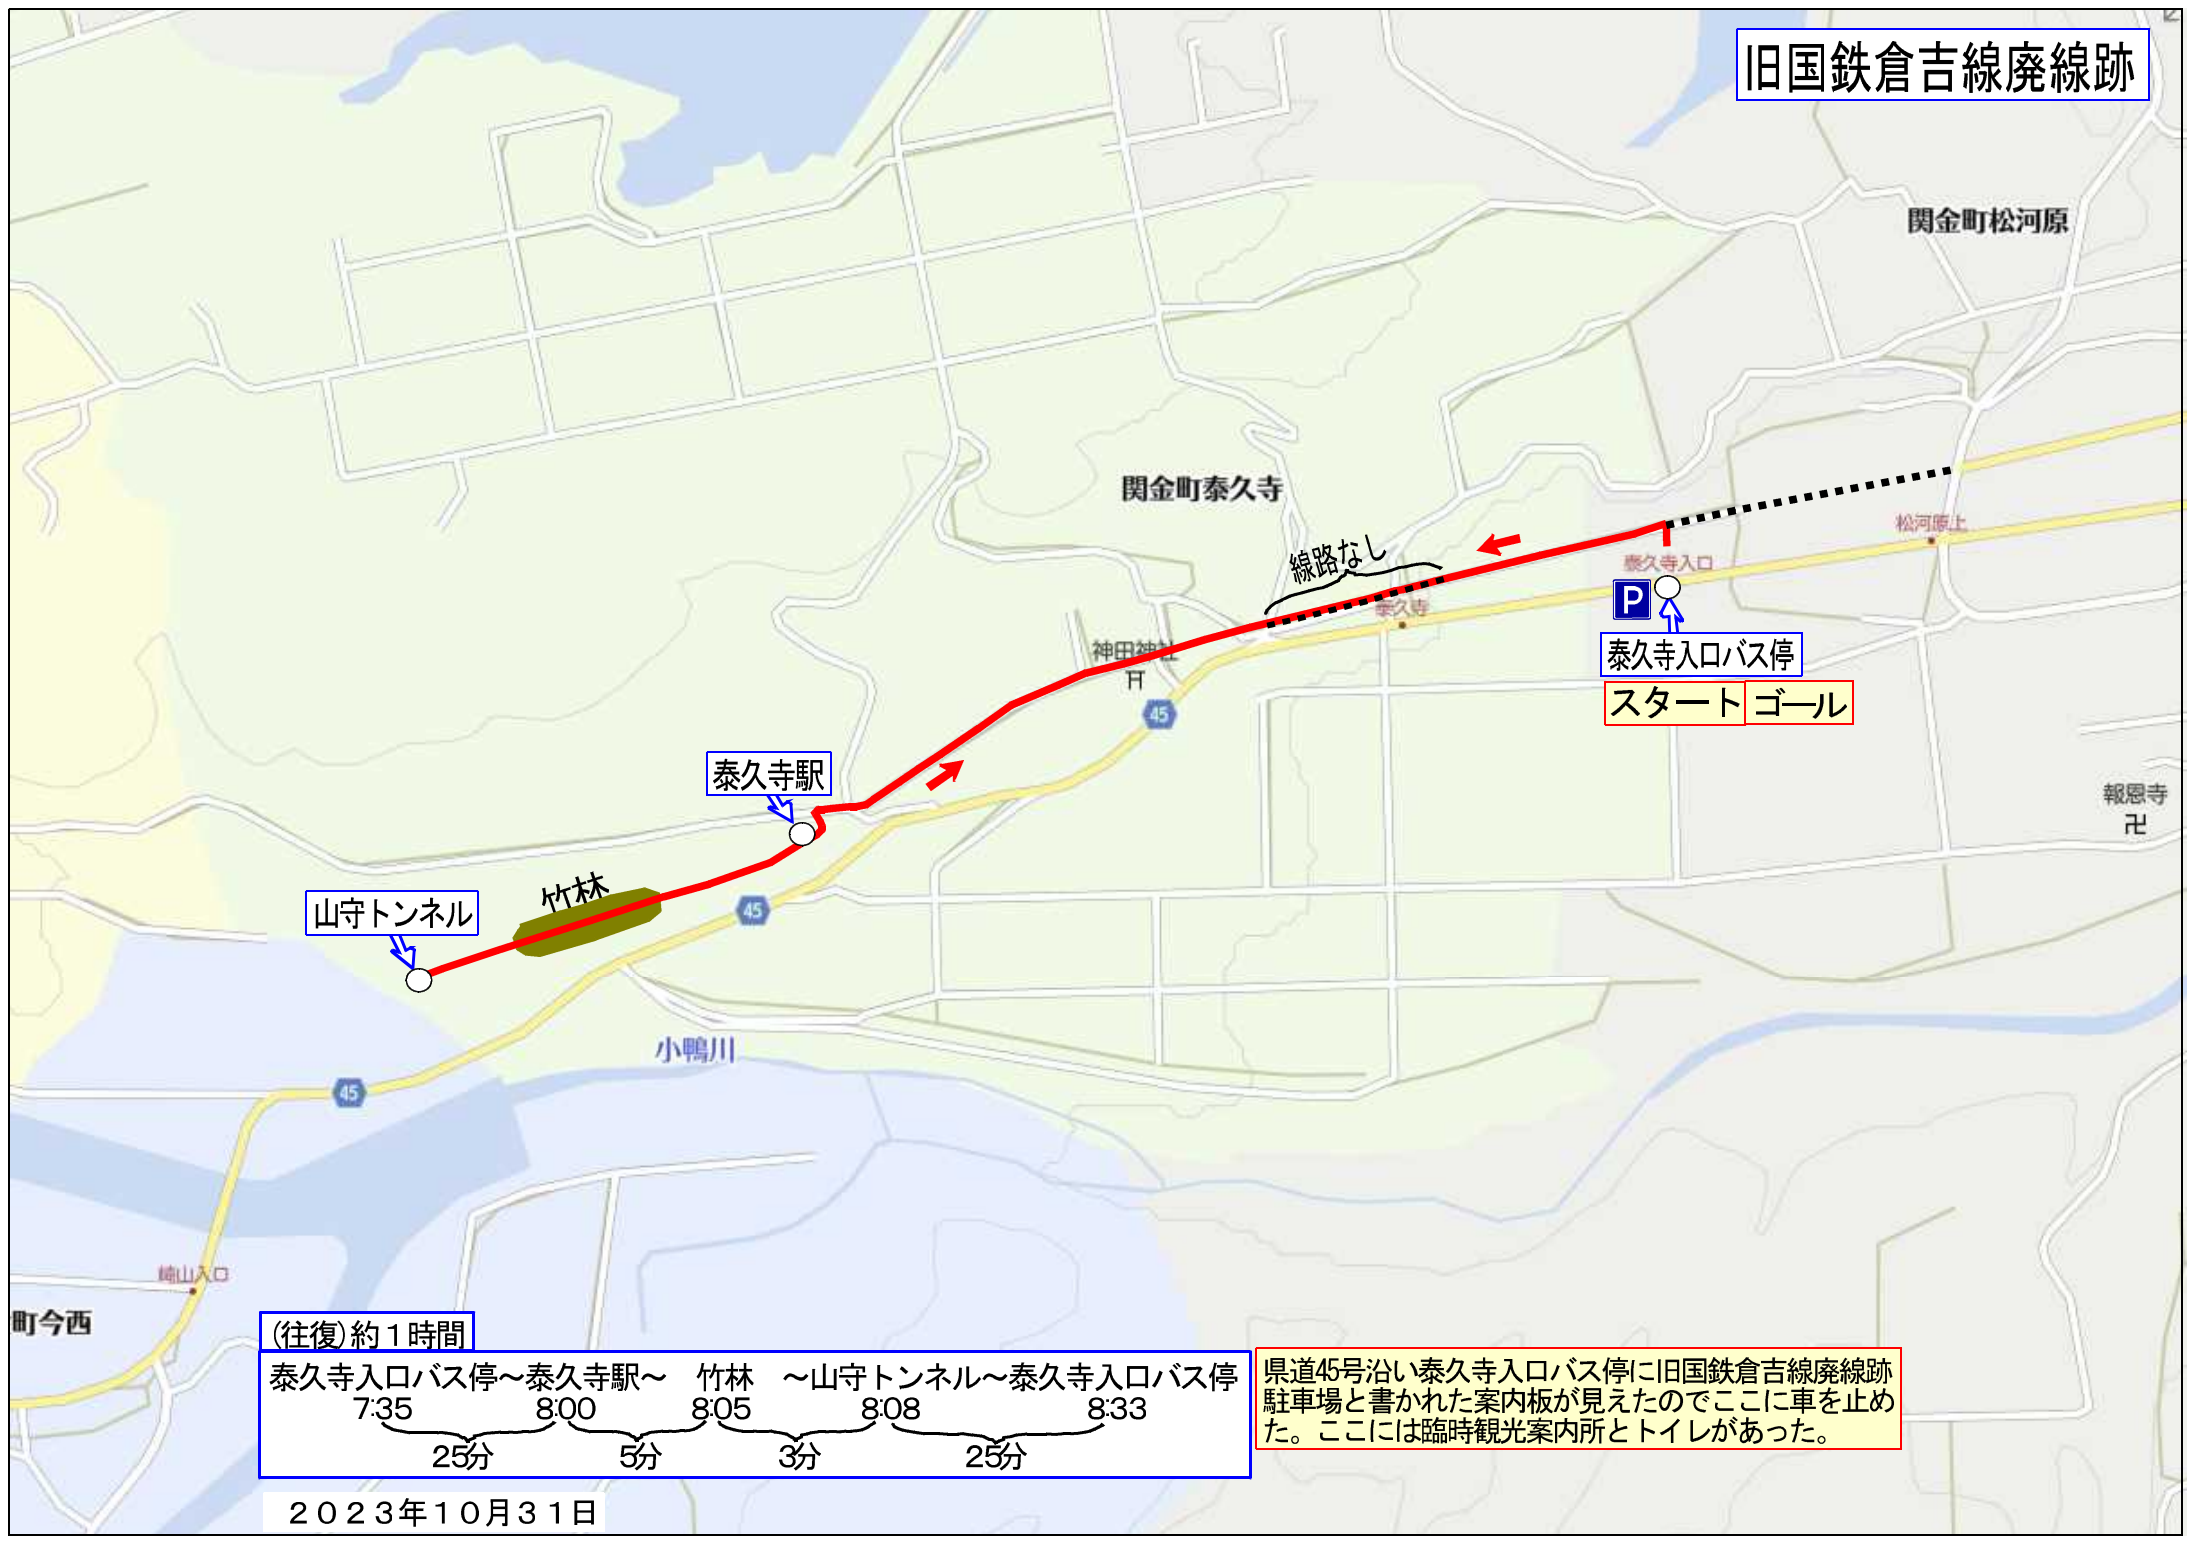 旧国鉄倉吉線廃線跡
関金町松河原
関金町泰久寺
線路なし
松河原上
泰久寺入口
P
泰久寺
泰久寺入口バス停
スタート ゴール
神田神社
45
泰久寺駅
報恩寺
竹林
45
山守トンネル
小鴨川
45
崎山入口
町今西
(往復)約1時間
泰久寺入口バス停~泰久寺駅~ 竹林 ~山守トンネル~泰久寺入口バス停
7:35 8:00 8:05 8:08 8:33
25分 5分 3分 25分
県道45号沿い泰久寺入口バス停に旧国鉄倉吉線廃線跡
駐車場と書かれた案内板が見えたのでここに車を止め
た。ここには臨時観光案内所とトイレがあった。
2023年10月31日